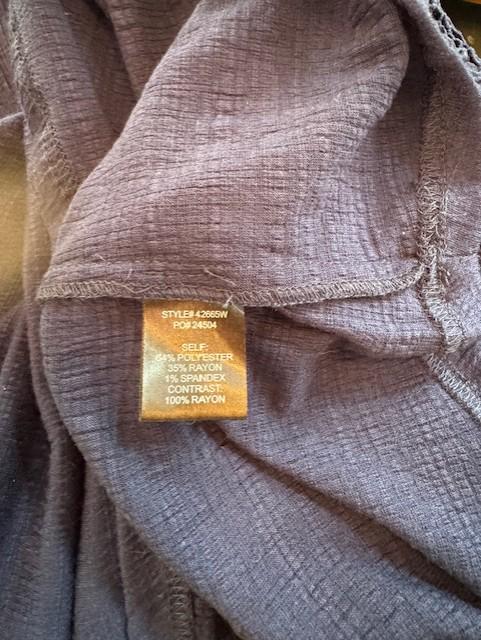 STYLE# 42665W
PO# 24504
SELF:
64% POLYESTER
35% RAYON
1% SPANDEX
CONTRAST:
100% RAYON